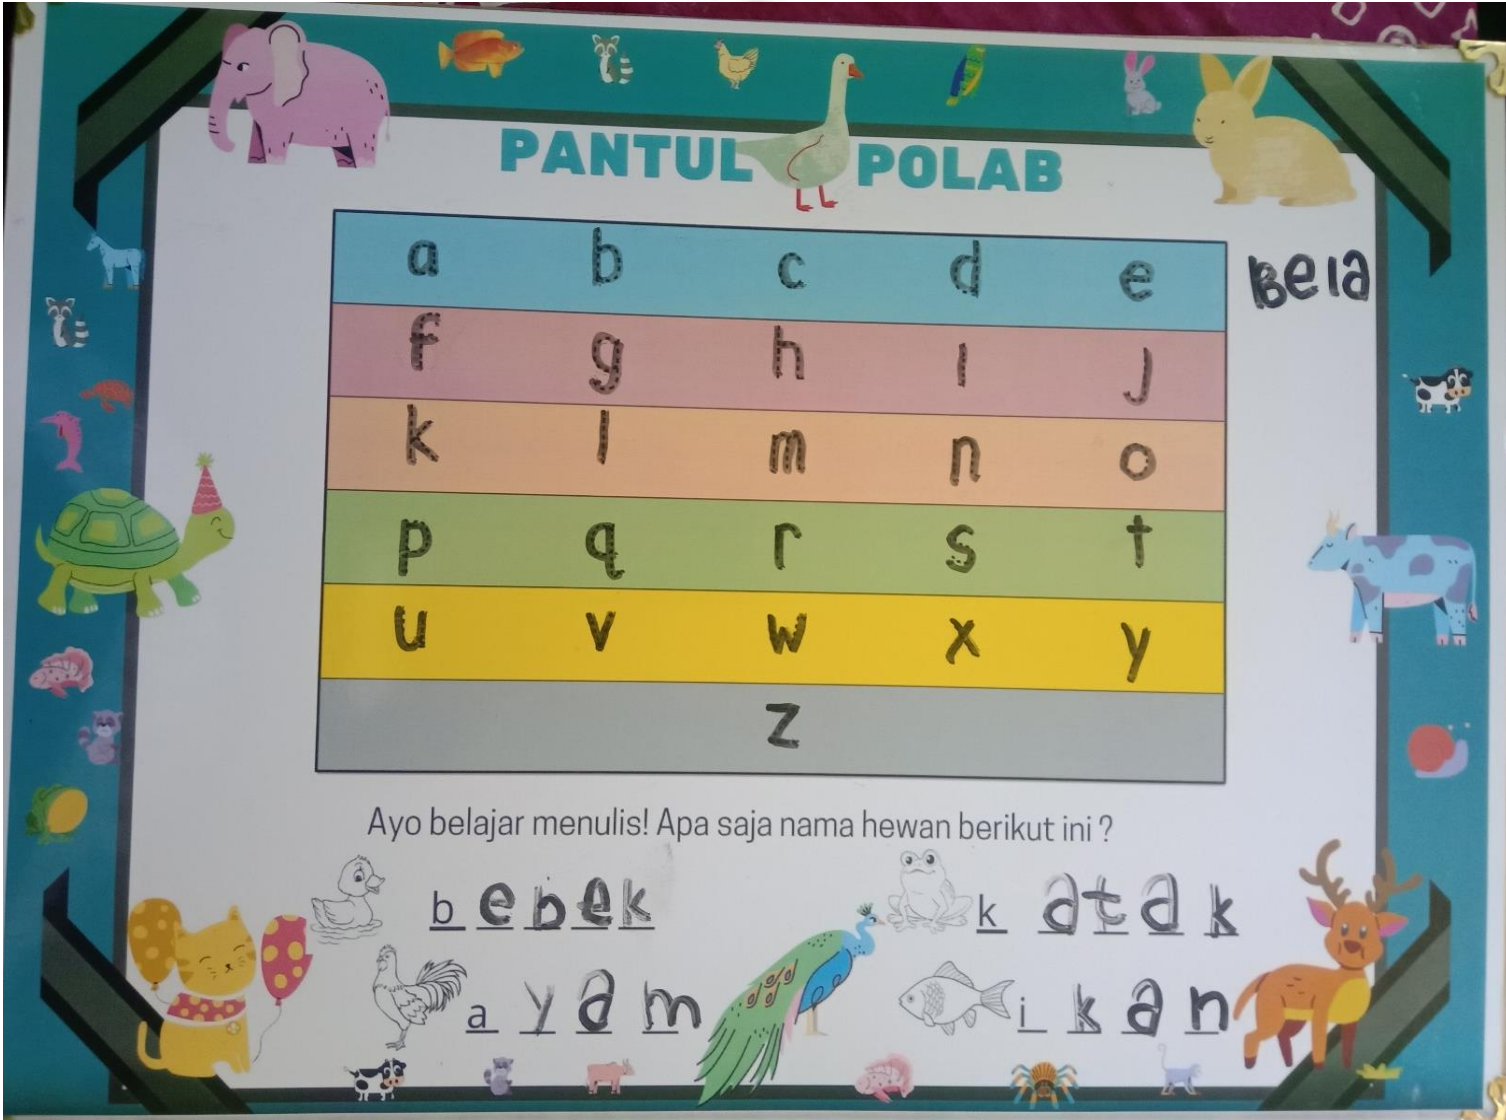 PANTUL POLAB
a b c d e
Bela
f g h i j
k l m n o
p q r s t
u v w x y
z
Ayo belajar menulis! Apa saja nama hewan berikut ini ?
bebek
katak
ayam
ikan